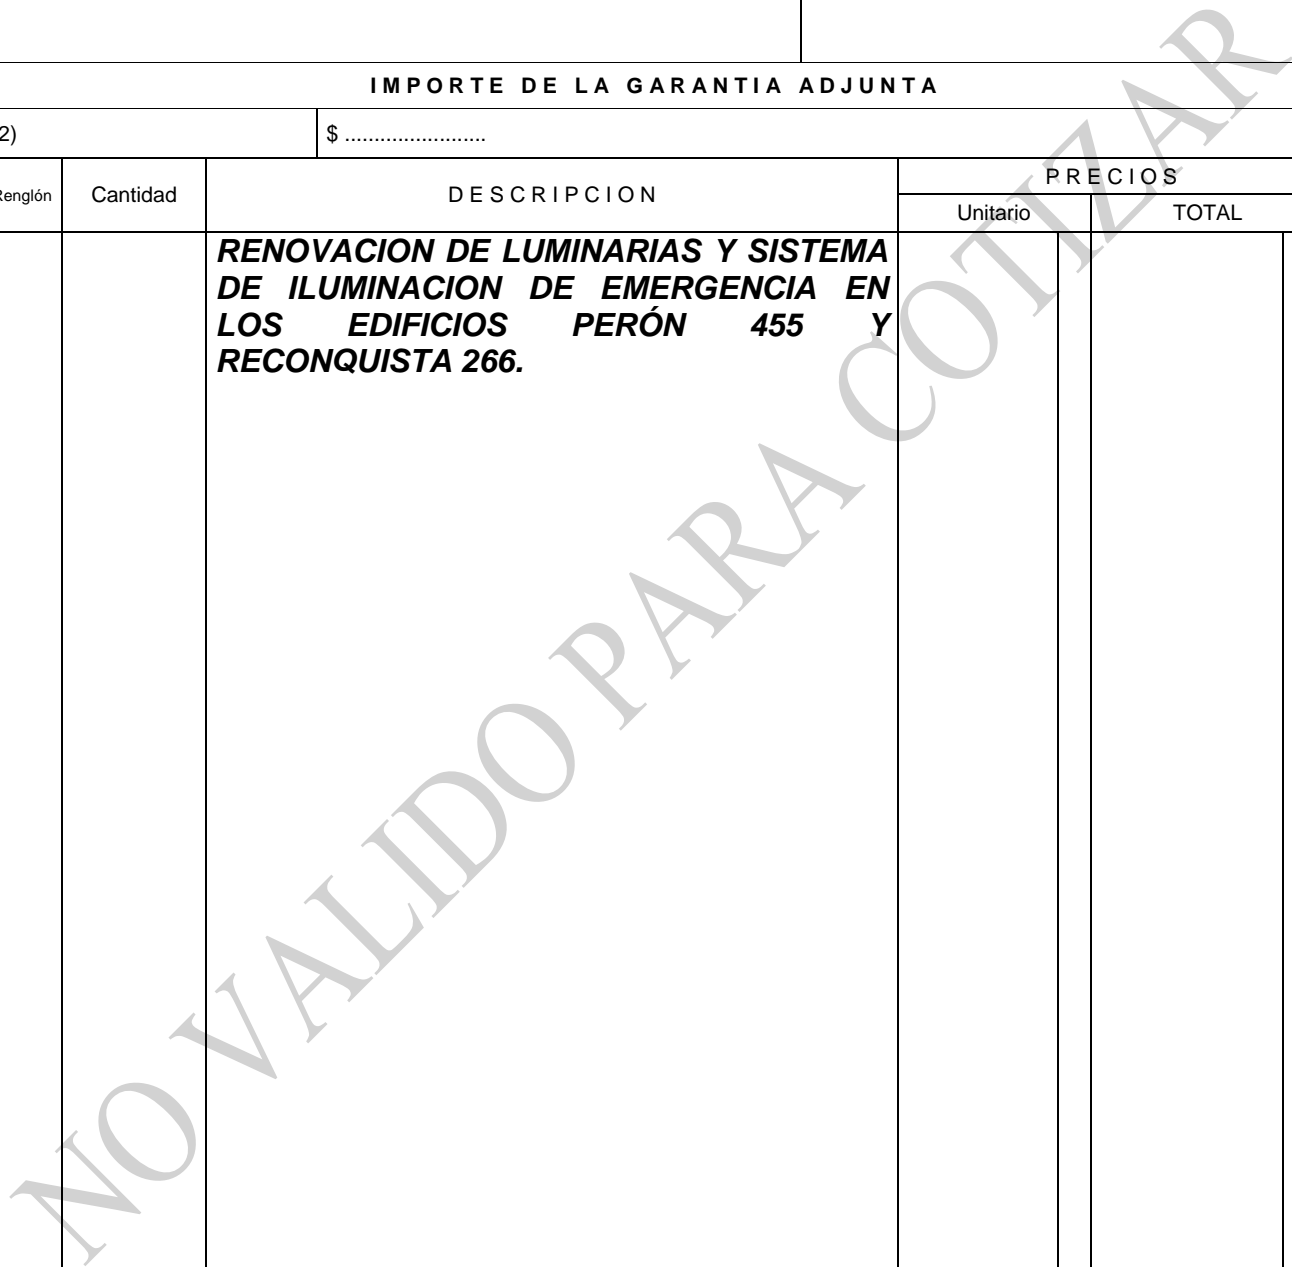 IMPORTE DE LA GARANTIA ADJUNTA
2) $ ........................
Renglón Cantidad DESCRIPCION PRECIOS
Unitario TOTAL
RENOVACION DE LUMINARIAS Y SISTEMA
DE ILUMINACION DE EMERGENCIA EN
LOS EDIFICIOS PERÓN 455 Y
RECONQUISTA 266.
NO VALIDO PARA COTIZAR